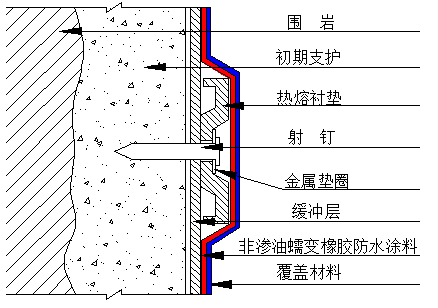 围 岩
初期支护
热熔衬垫
射 钉
金属垫圈
缓冲层
非渗油蠕变橡胶防水涂料
覆盖材料